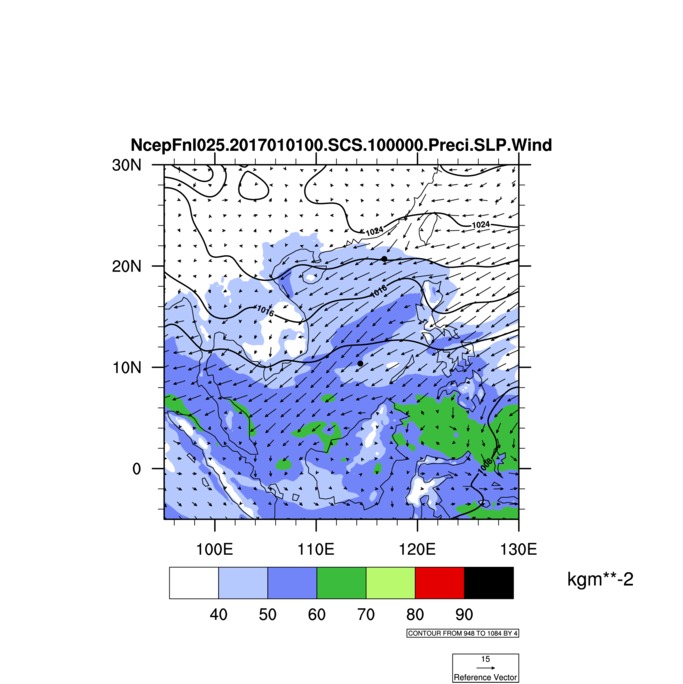 NcepFnl025.2017010100.SCS.100000.Preci.SLP.Wind
30N
1024
1024
20N
1016
1016
10N
1008
0
100E 110E 120E 130E
kgm**-2
40 50 60 70 80 90
CONTOUR FROM 948 TO 1084 BY 4
15
Reference Vector